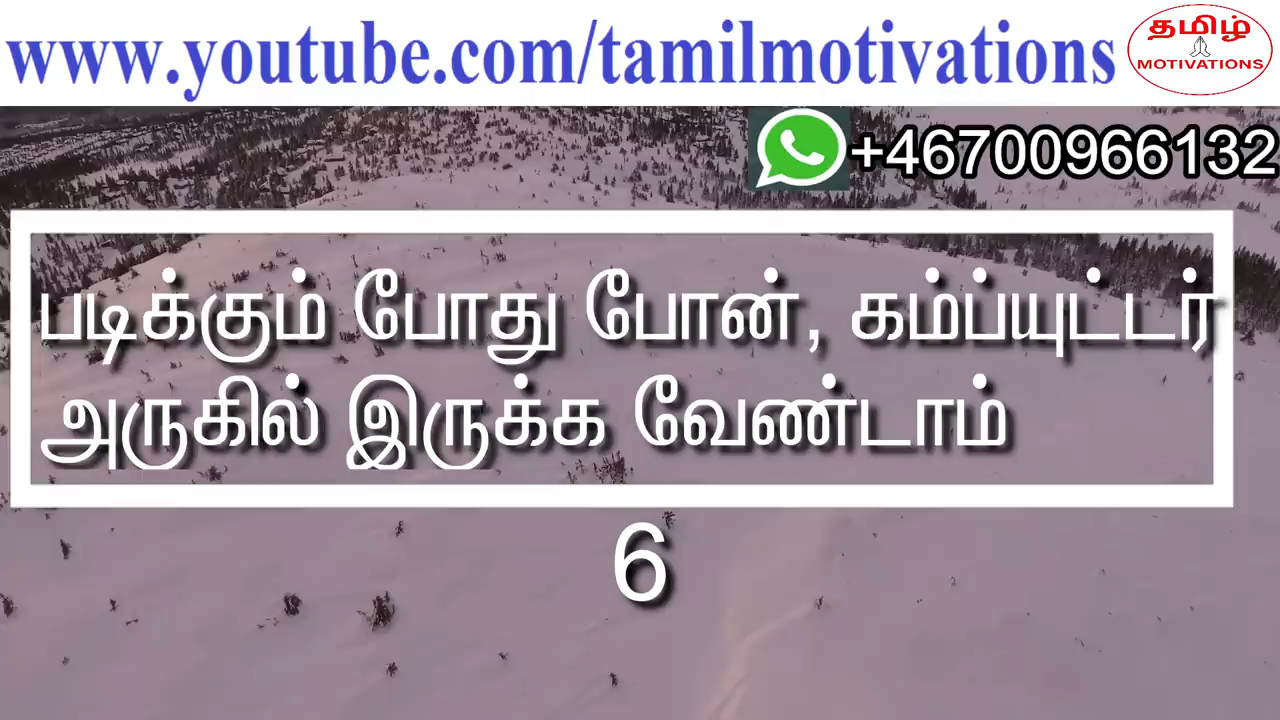 www.youtube.com/tamilmotivations
தமிழ்
MOTIVATIONS
+46700966132
படிக்கும் போது போன், கம்ப்யுட்டர்
அருகில் இருக்க வேண்டாம்
6